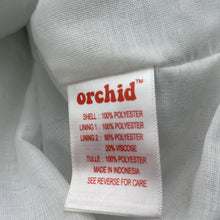 orchid™
SHELL : 100% POLYESTER
LINING 1 : 100% POLYESTER
LINING 2 : 80% POLYESTER
20% VISCOSE
TULLE : 100% POLYESTER
MADE IN INDONESIA
SEE REVERSE FOR CARE